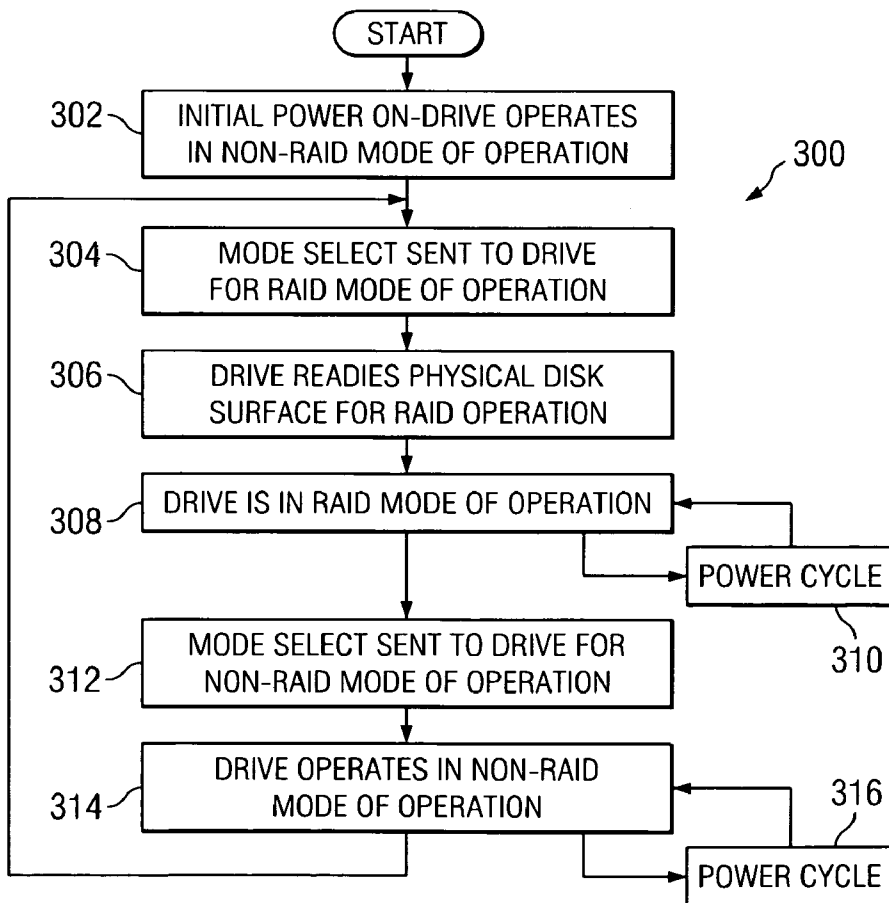 START
302
INITIAL POWER ON-DRIVE OPERATES
IN NON-RAID MODE OF OPERATION
300
304
MODE SELECT SENT TO DRIVE
FOR RAID MODE OF OPERATION
306
DRIVE READIES PHYSICAL DISK
SURFACE FOR RAID OPERATION
308
DRIVE IS IN RAID MODE OF OPERATION
POWER CYCLE
310
312
MODE SELECT SENT TO DRIVE FOR
NON-RAID MODE OF OPERATION
314
DRIVE OPERATES IN NON-RAID
MODE OF OPERATION
316
POWER CYCLE